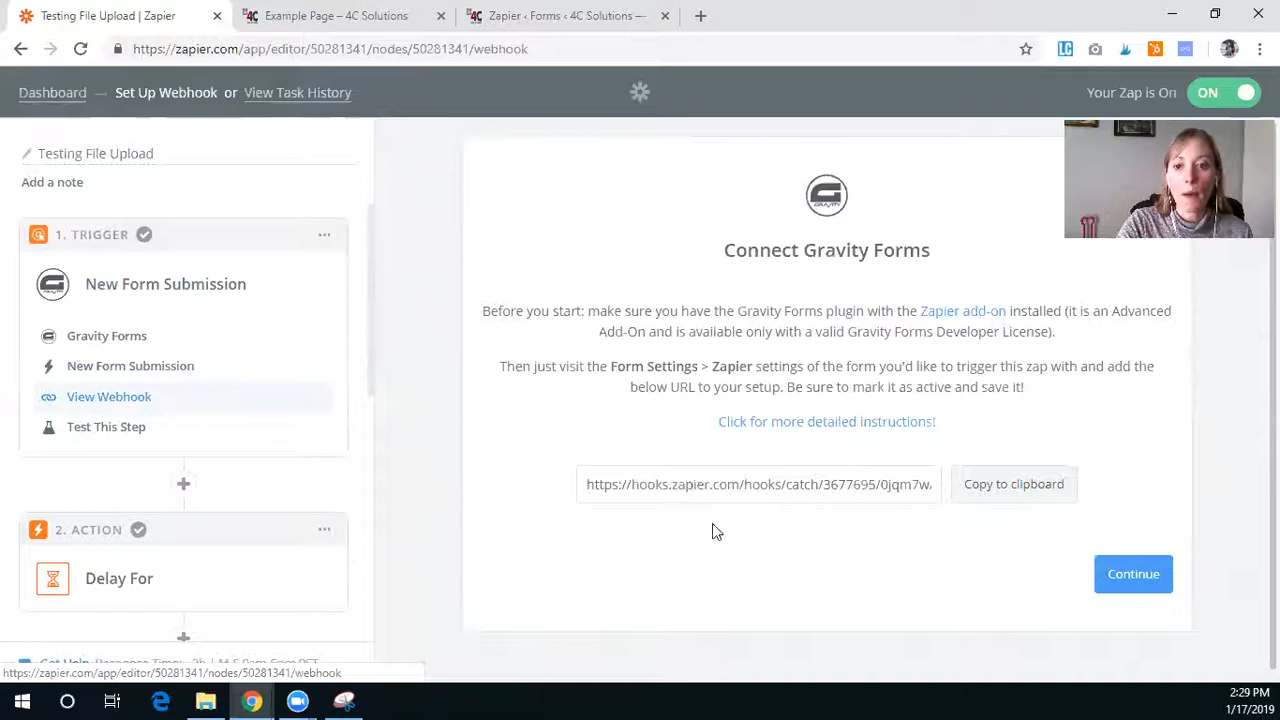 Testing File Upload | Zapier
Example Page – 4C Solutions
Zapier ‹ Forms ‹ 4C Solutions —
https://zapier.com/app/editor/50281341/nodes/50281341/webhook
Dashboard — Set Up Webhook or View Task History
Your Zap is On ON
Testing File Upload
Add a note
1. TRIGGER
New Form Submission
Gravity Forms
New Form Submission
View Webhook
Test This Step
2. ACTION
Delay For
GRAVITY
Connect Gravity Forms
Before you start: make sure you have the Gravity Forms plugin with the Zapier add-on installed (it is an Advanced
Add-On and is available only with a valid Gravity Forms Developer License).
Then just visit the Form Settings > Zapier settings of the form you'd like to trigger this zap with and add the
below URL to your setup. Be sure to mark it as active and save it!
Click for more detailed instructions!
https://hooks.zapier.com/hooks/catch/3677695/0jqm7w
Copy to clipboard
Continue
Get Help
https://zapier.com/app/editor/50281341/nodes/50281341/webhook
2:29 PM
1/17/2019